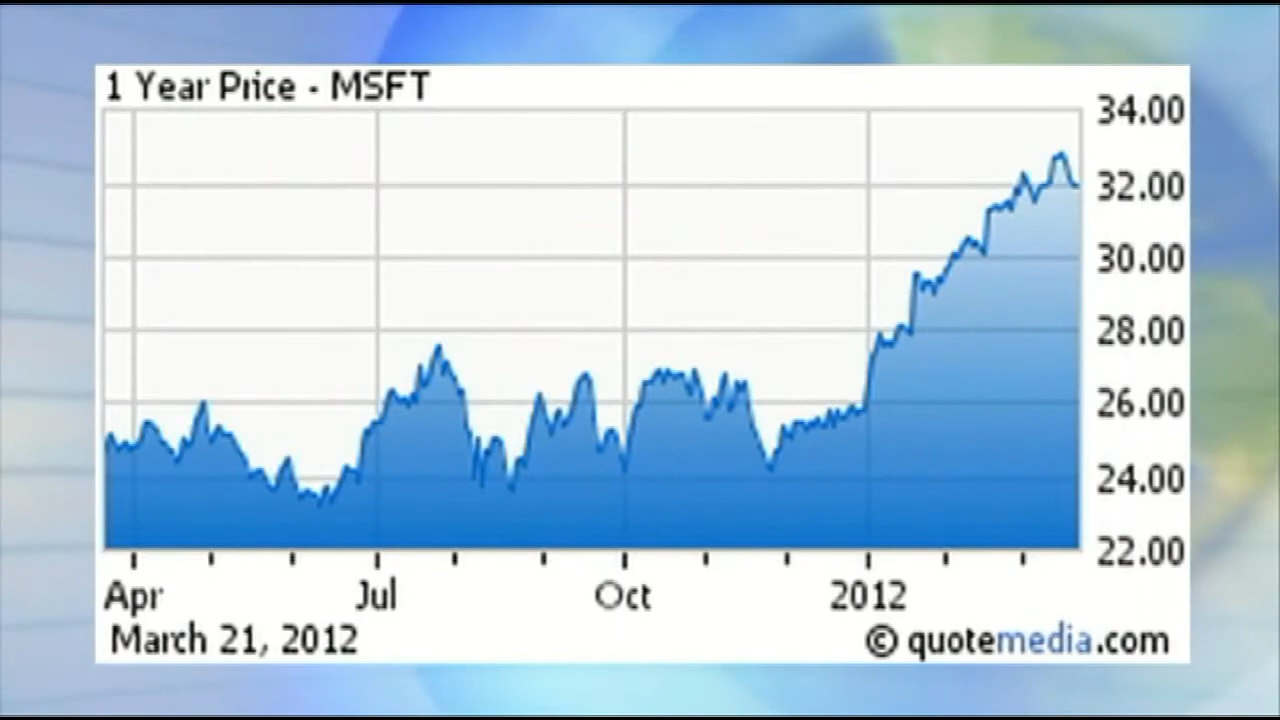 1 Year Price - MSFT
34.00
32.00
30.00
28.00
26.00
24.00
22.00
Apr Jul Oct 2012
March 21, 2012 © quotemedia.com